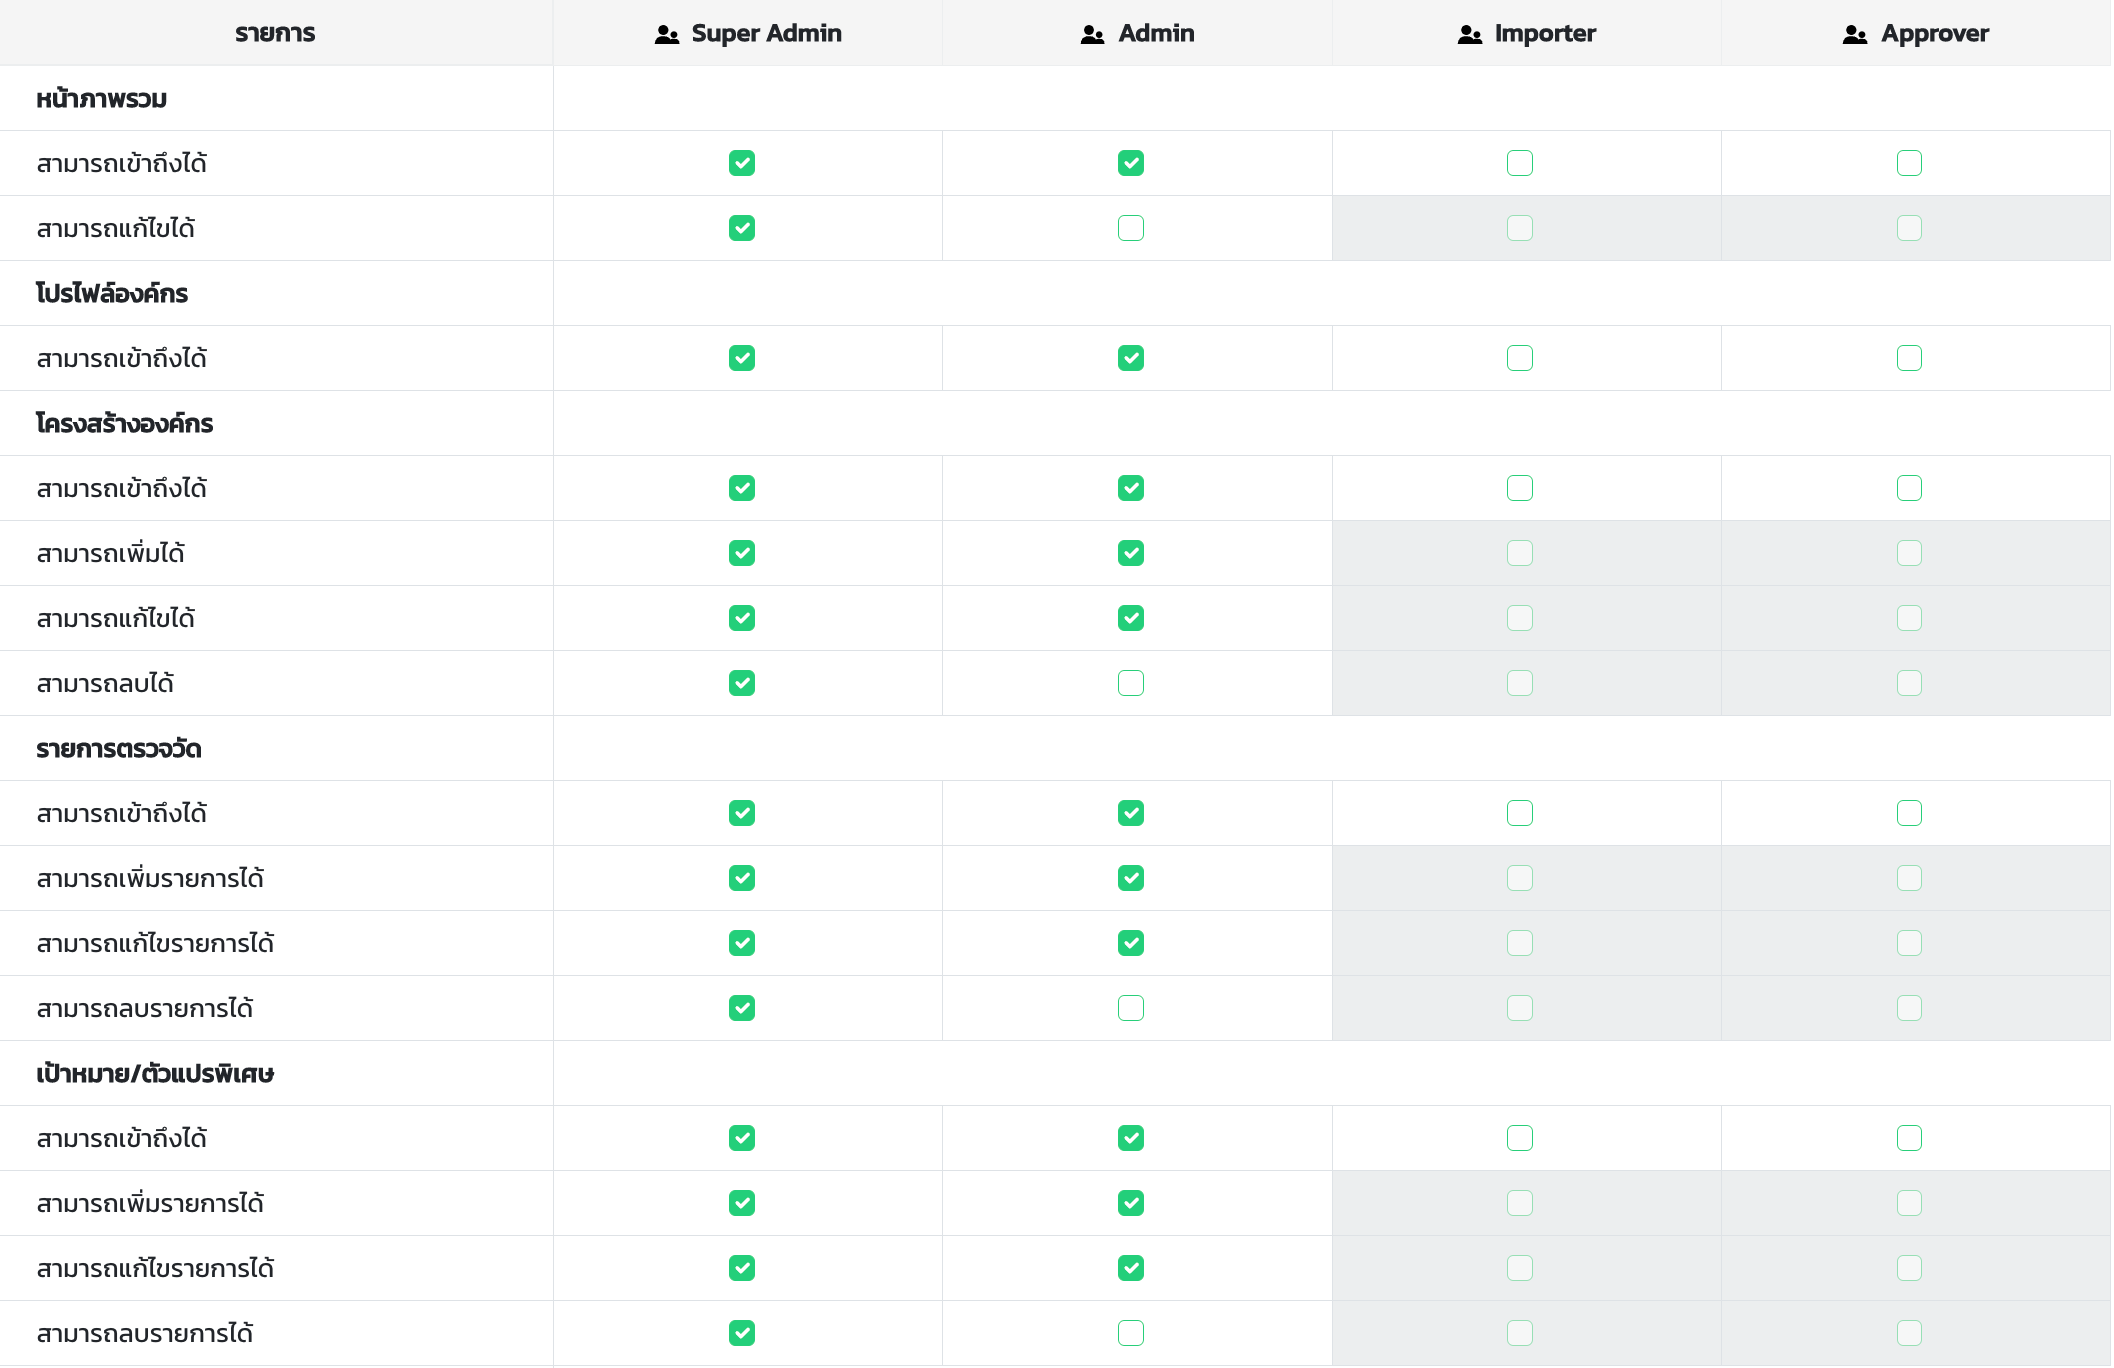 รายการ Super Admin Admin Importer Approver
หน้าภาพรวม
สามารถเข้าถึงได้
สามารถแก้ไขได้
โปรไฟล์องค์กร
สามารถเข้าถึงได้
โครงสร้างองค์กร
สามารถเข้าถึงได้
สามารถเพิ่มได้
สามารถแก้ไขได้
สามารถลบได้
รายการตรวจวัด
สามารถเข้าถึงได้
สามารถเพิ่มรายการได้
สามารถแก้ไขรายการได้
สามารถลบรายการได้
เป้าหมาย/ตัวแปรพิเศษ
สามารถเข้าถึงได้
สามารถเพิ่มรายการได้
สามารถแก้ไขรายการได้
สามารถลบรายการได้